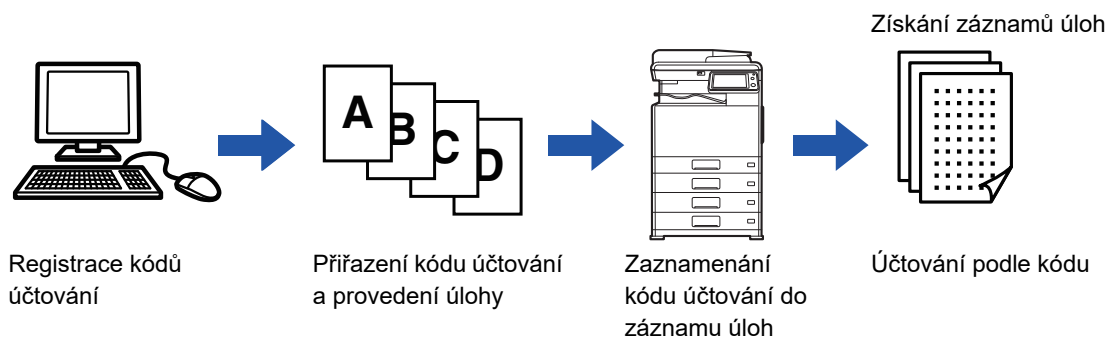 Získání záznamů úloh
A
B
C
D
Registrace kódů
účtování
Přiřazení kódu účtování
a provedení úlohy
Zaznamenání
kódu účtování do
záznamu úloh
Účtování podle kódu